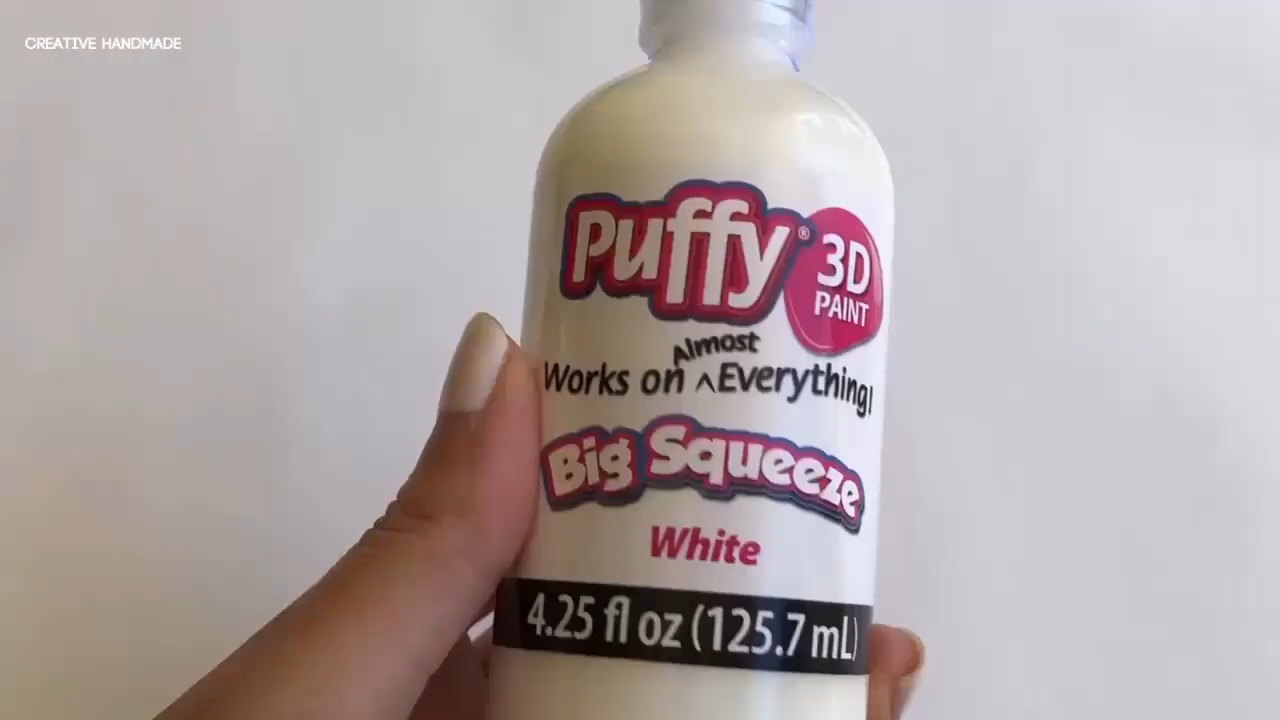 CREATIVE HANDMADE
Puffy®
3D
PAINT
Almost
Works on ^Everything!
Big Squeeze
White
4.25 fl oz (125.7 mL)